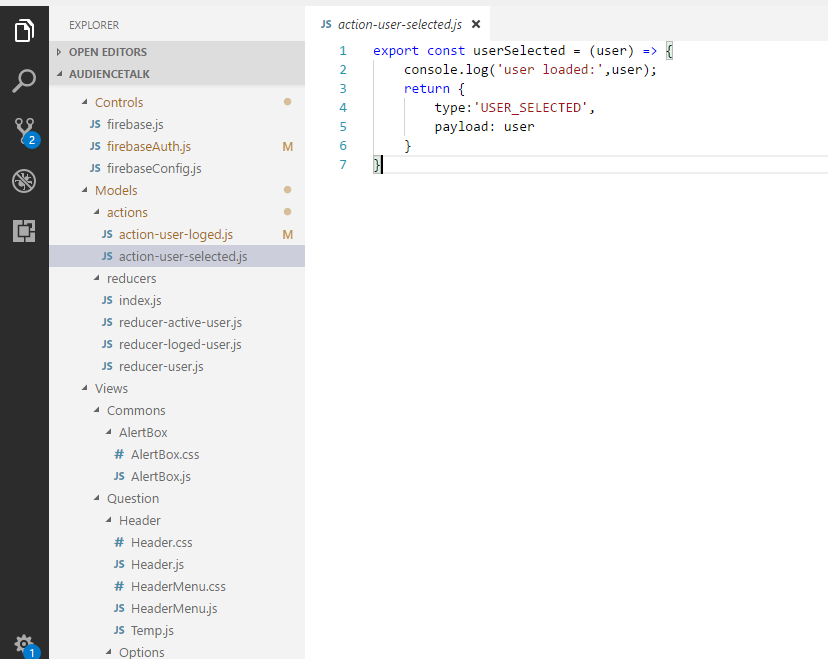 EXPLORER
OPEN EDITORS
AUDIENCETALK
Controls
JS firebase.js
JS firebaseAuth.js M
JS firebaseConfig.js
Models
actions
JS action-user-loged.js M
JS action-user-selected.js
reducers
JS index.js
JS reducer-active-user.js
JS reducer-loged-user.js
JS reducer-user.js
Views
Commons
AlertBox
# AlertBox.css
JS AlertBox.js
Question
Header
# Header.css
JS Header.js
# HeaderMenu.css
JS HeaderMenu.js
JS Temp.js
Options
2
1
JS action-user-selected.js ×
1 export const userSelected = (user) => {
2     console.log('user loaded:',user);
3     return {
4         type:'USER_SELECTED',
5         payload: user
6     }
7 }